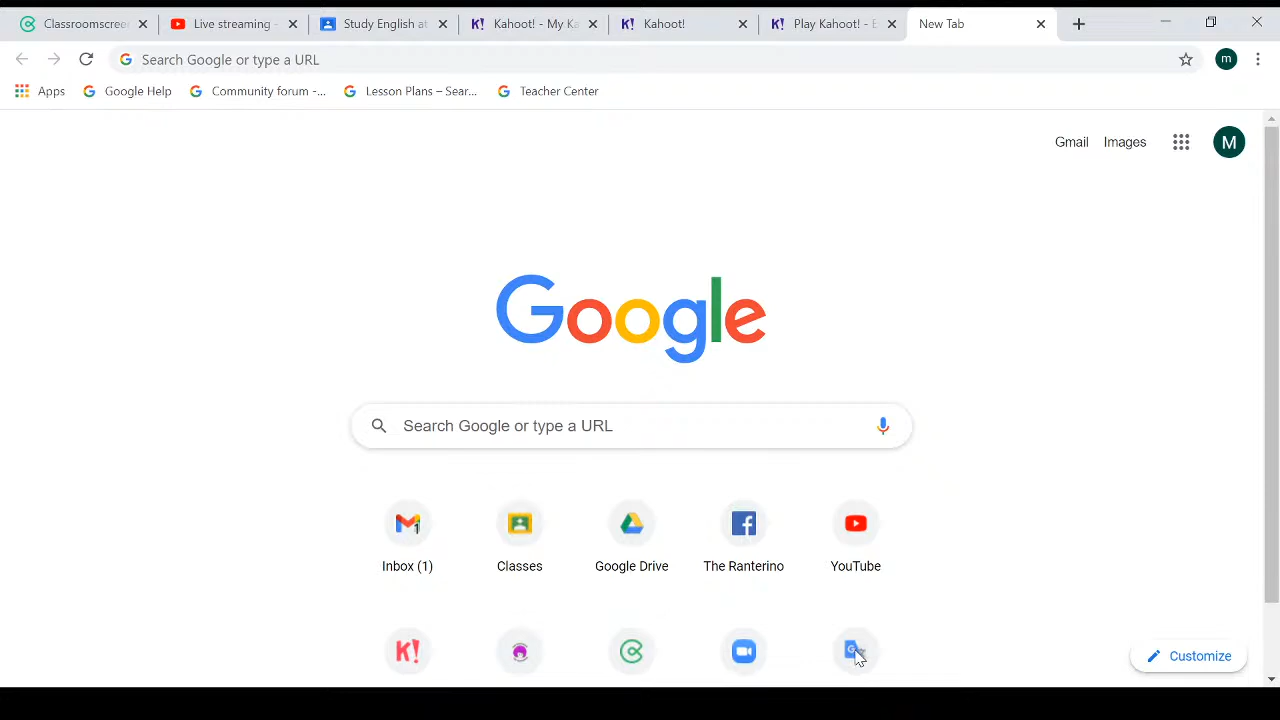 Classroomscree
Live streaming -
Study English at
Kahoot! - My Ka
Kahoot!
Play Kahoot! - E
New Tab
Search Google or type a URL
m
Apps
Google Help
Community forum -...
Lesson Plans – Sear...
Teacher Center
Gmail
Images
M
Google
Search Google or type a URL
Inbox (1)
Classes
Google Drive
The Ranterino
YouTube
K!
Customize